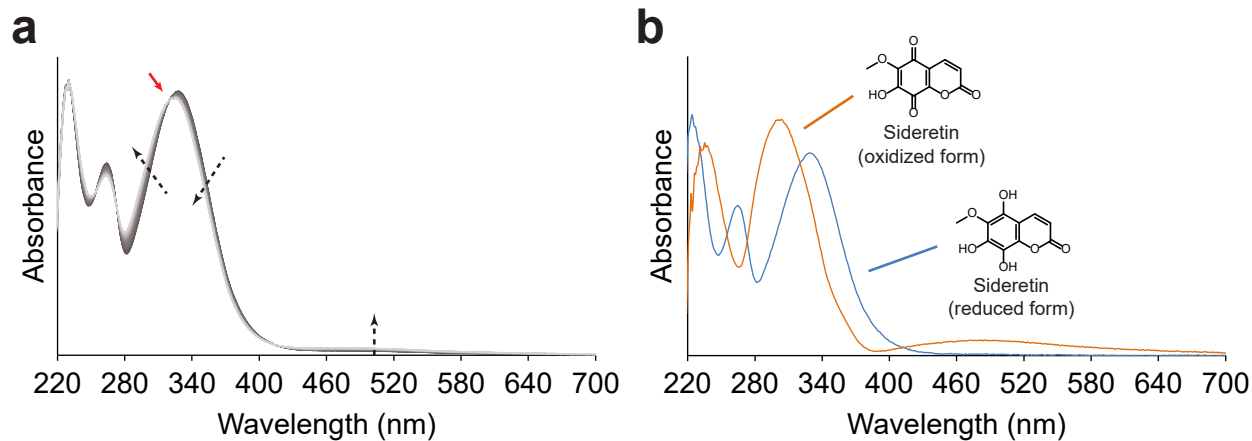 a
Absorbance
220 280 340 400 460 520 580 640 700
Wavelength (nm)
b
Absorbance
O
O
HO
O
O
O
Sideretin
(oxidized form)
OH
O
HO
O
O
OH
Sideretin
(reduced form)
220 280 340 400 460 520 580 640 700
Wavelength (nm)